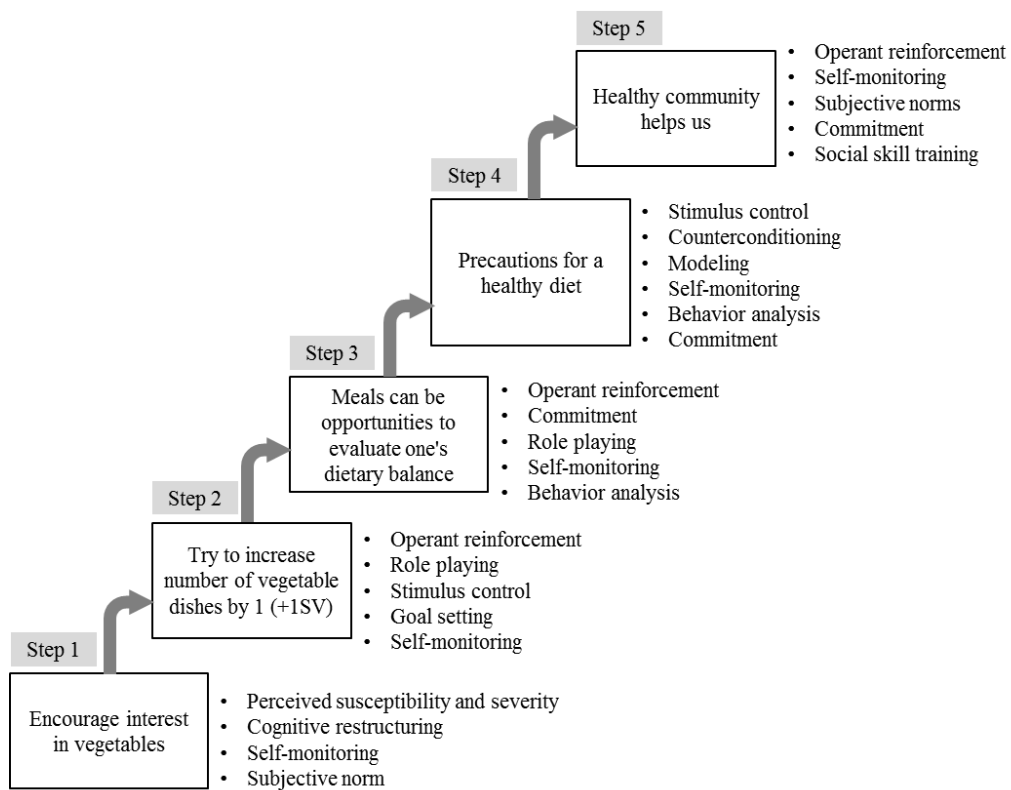 Step 5
Healthy community
helps us
• Operant reinforcement
• Self-monitoring
• Subjective norms
• Commitment
• Social skill training
Step 4
Precautions for a
healthy diet
• Stimulus control
• Counterconditioning
• Modeling
• Self-monitoring
• Behavior analysis
• Commitment
Step 3
Meals can be
opportunities to
evaluate one's
dietary balance
• Operant reinforcement
• Commitment
• Role playing
• Self-monitoring
• Behavior analysis
Step 2
Try to increase
number of vegetable
dishes by 1 (+1SV)
• Operant reinforcement
• Role playing
• Stimulus control
• Goal setting
• Self-monitoring
Step 1
Encourage interest
in vegetables
• Perceived susceptibility and severity
• Cognitive restructuring
• Self-monitoring
• Subjective norm